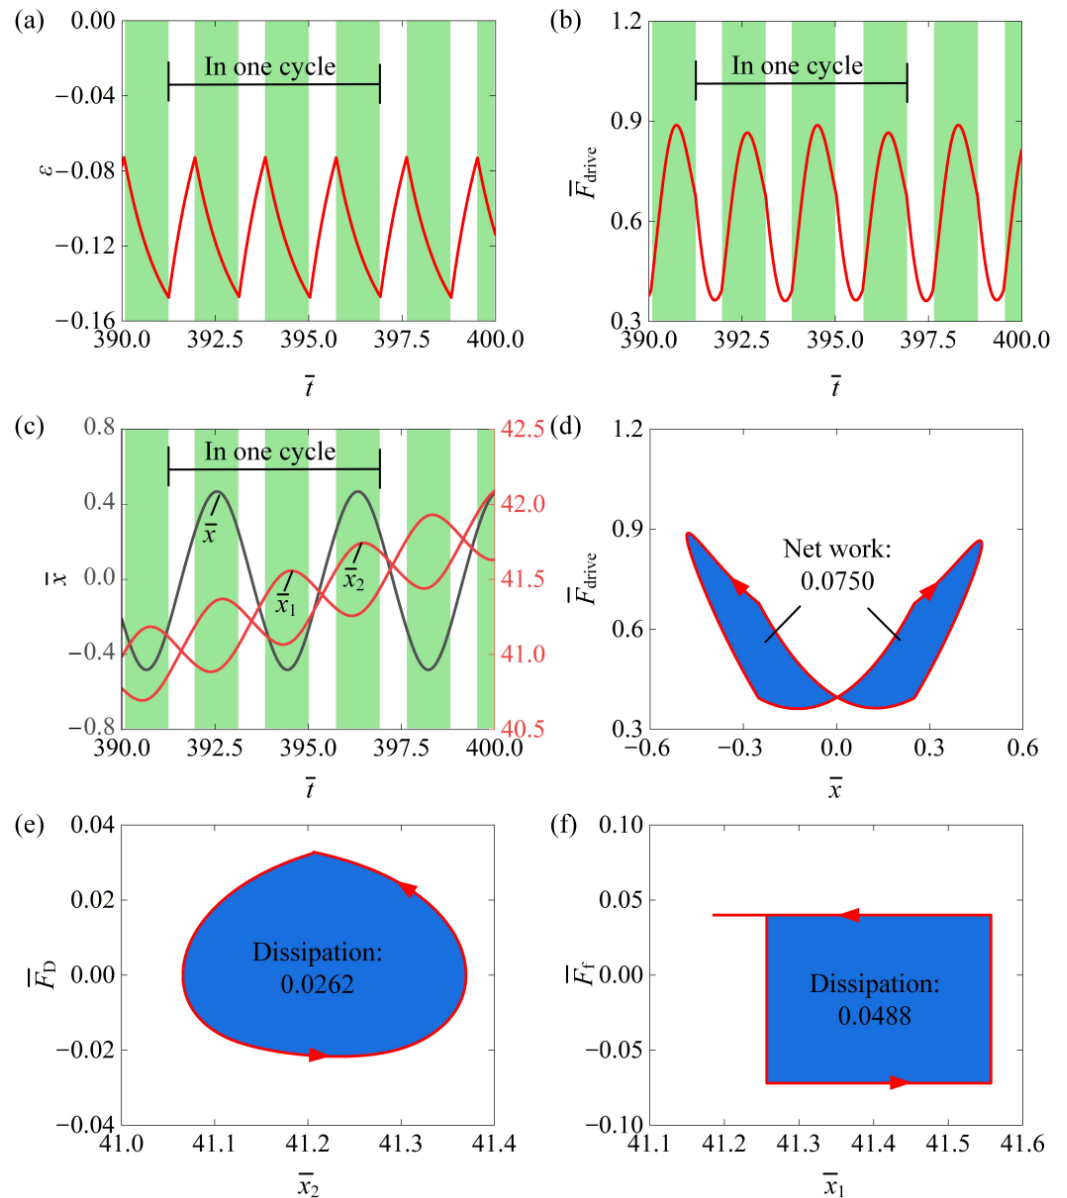 (a)
0.00
−0.04
−0.08
−0.12
−0.16
ε
In one cycle
390.0 392.5 395.0 397.5 400.0
t̅
(b)
1.2
0.9
0.6
0.3
F̅drive
In one cycle
390.0 392.5 395.0 397.5 400.0
t̅
(c)
0.8
0.4
0.0
−0.4
−0.8
x̅
In one cycle
x̅
x̅1
x̅2
42.5
42.0
41.5
41.0
40.5
390.0 392.5 395.0 397.5 400.0
t̅
(d)
1.2
0.9
0.6
0.3
F̅drive
Net work:
0.0750
−0.6 −0.3 0.0 0.3 0.6
x̅
(e)
0.04
0.02
0.00
−0.02
−0.04
F̅D
Dissipation:
0.0262
41.0 41.1 41.2 41.3 41.4
x̅2
(f)
0.10
0.05
0.00
−0.05
−0.10
F̅f
Dissipation:
0.0488
41.1 41.2 41.3 41.4 41.5 41.6
x̅1